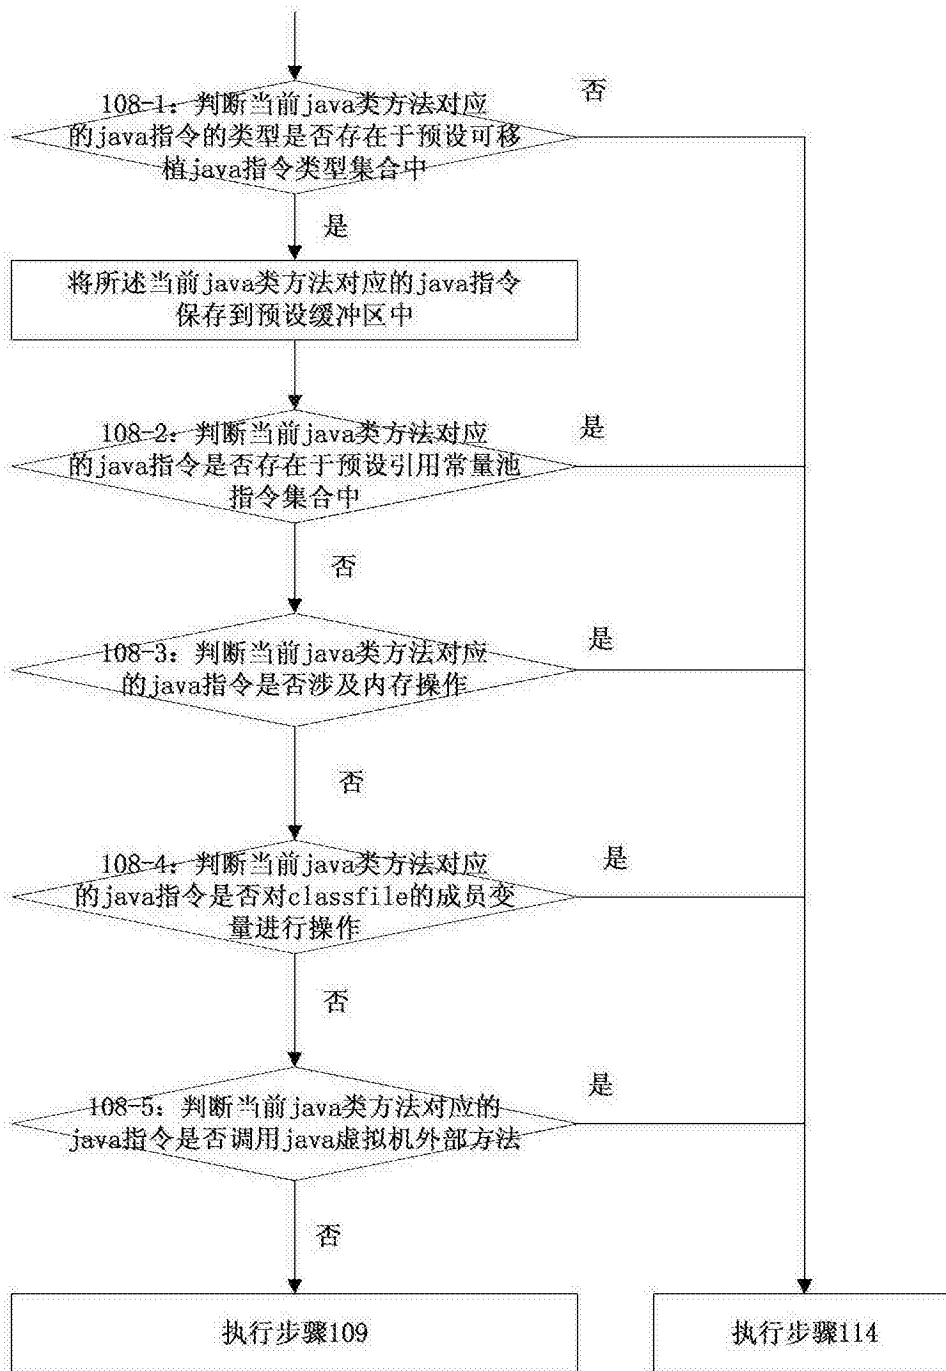 108-1：判断当前java类方法对应
的java指令的类型是否存在于预设可移
植java指令类型集合中
否
是
将所述当前java类方法对应的java指令
保存到预设缓冲区中
108-2：判断当前java类方法对应
的java指令是否存在于预设引用常量池
指令集合中
是
否
108-3：判断当前java类方法对应
的java指令是否涉及内存操作
是
否
108-4：判断当前java类方法对应
的java指令是否对classfile的成员变
量进行操作
是
否
108-5：判断当前java类方法对应的
java指令是否调用java虚拟机外部方法
是
否
执行步骤109
执行步骤114